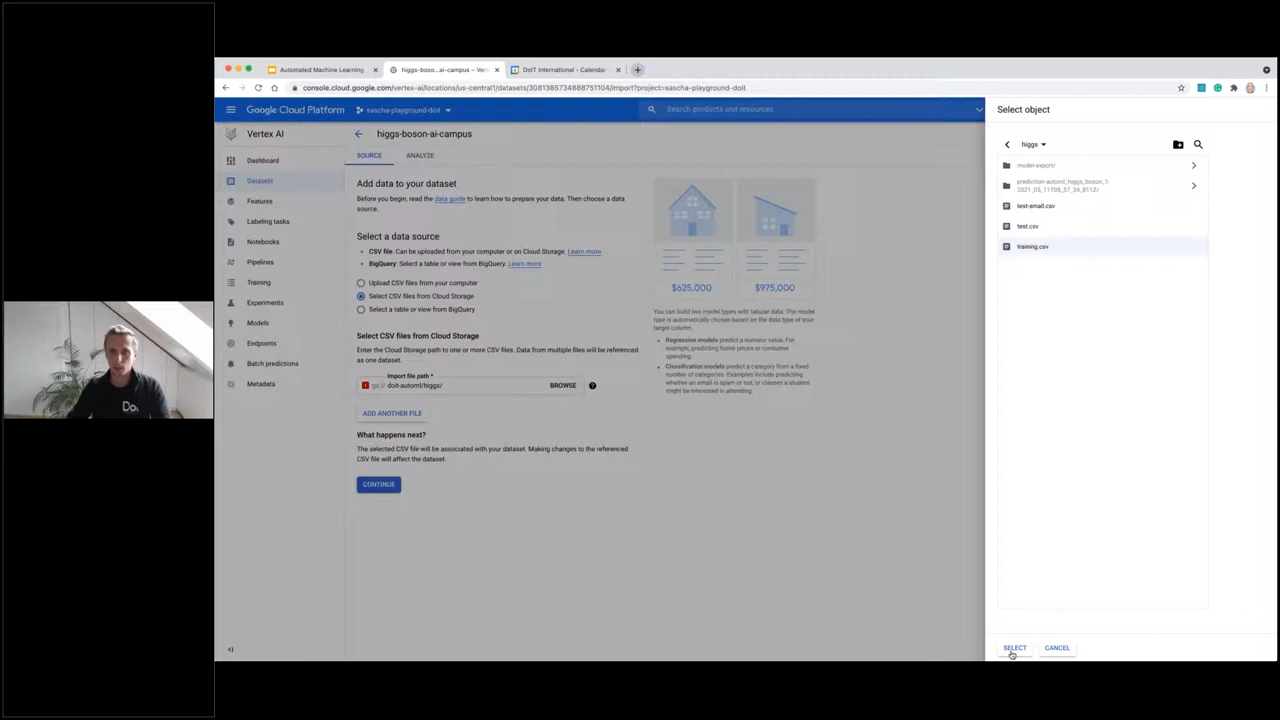 Automated Machine Learning
higgs-boso...ai-campus – Ver
DoIT International - Calendar
console.cloud.google.com/vertex-ai/locations/us-central1/datasets/3081385734888751104/import?project=sascha-playground-doit
Google Cloud Platform
sascha-playground-doit
Search products and resources
Vertex AI
Dashboard
Datasets
Features
Labeling tasks
Notebooks
Pipelines
Training
Experiments
Models
Endpoints
Batch predictions
Metadata
higgs-boson-ai-campus
SOURCE
ANALYZE
Add data to your dataset
Before you begin, read the data guide to learn how to prepare your data. Then choose a
data source.
Select a data source
• CSV file: Can be uploaded from your computer or on Cloud Storage. Learn more
• BigQuery: Select a table or view from BigQuery. Learn more
Upload CSV files from your computer
Select CSV files from Cloud Storage
Select a table or view from BigQuery
Select CSV files from Cloud Storage
Enter the Cloud Storage path to one or more CSV files. Data from multiple files will be referenced
as one dataset.
Import file path *
gs:// doit-automl/higgs/
BROWSE
ADD ANOTHER FILE
What happens next?
The selected CSV file will be associated with your dataset. Making changes to the referenced
CSV file will affect the dataset.
CONTINUE
$625,000
$975,000
You can build two model types with tabular data. The model
type is automatically chosen based on the data type of your
target column.
• Regression models predict a numeric value. For
example, predicting home prices or consumer
spending.
• Classification models predict a category from a fixed
number of categories. Examples include predicting
whether an email is spam or not, or classes a student
might be interested in attending.
Select object
higgs
model-export/
prediction-automl_higgs_boson_1-
test-small.csv
test.csv
training.csv
SELECT
CANCEL
Do